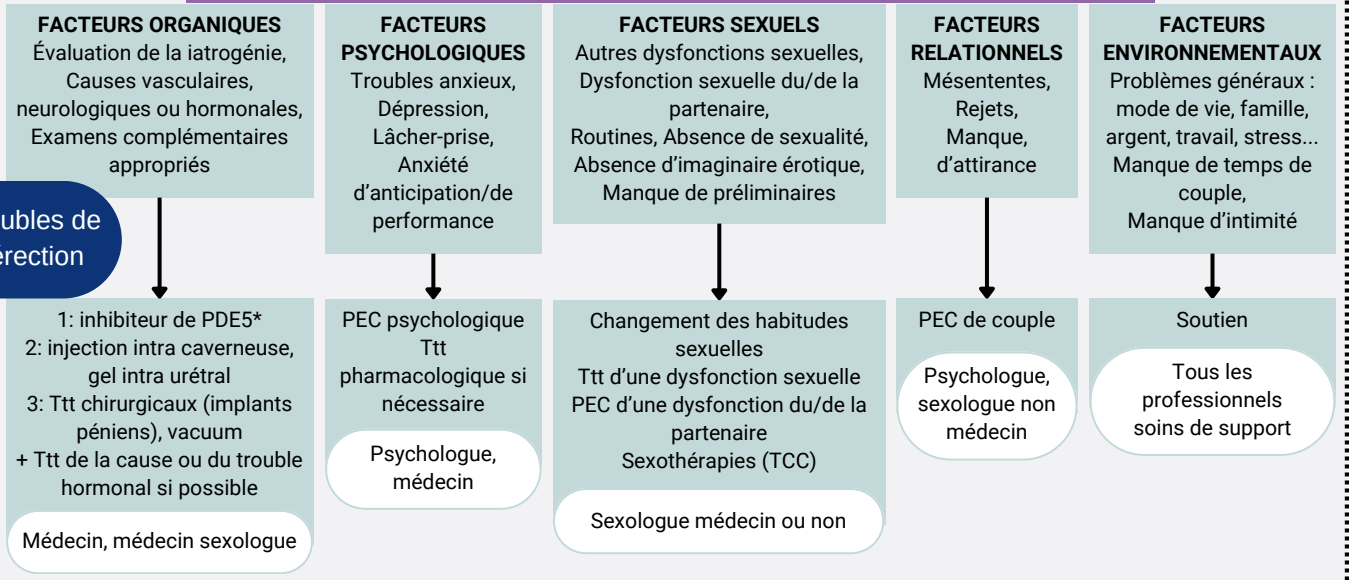 FACTEURS ORGANIQUES
Évaluation de la iatrogénie,
Causes vasculaires,
neurologiques ou hormonales,
Examens complémentaires
appropriés
FACTEURS
PSYCHOLOGIQUES
Troubles anxieux,
Dépression,
Lâcher-prise,
Anxiété
d'anticipation/de
performance
FACTEURS SEXUELS
Autres dysfonctions sexuelles,
Dysfonction sexuelle du/de la
partenaire,
Routines, Absence de sexualité,
Absence d'imaginaire érotique,
Manque de préliminaires
FACTEURS
RELATIONNELS
Mésententes,
Rejets,
Manque,
d'attirance
FACTEURS
ENVIRONNEMENTAUX
Problèmes généraux :
mode de vie, famille,
argent, travail, stress...
Manque de temps de
couple,
Manque d'intimité
ubles de
érection
1: inhibiteur de PDE5*
2: injection intra caverneuse,
gel intra urétral
3: Ttt chirurgicaux (implants
péniens), vacuum
+ Ttt de la cause ou du trouble
hormonal si possible
Médecin, médecin sexologue
PEC psychologique
Ttt
pharmacologique si
nécessaire
Psychologue,
médecin
Changement des habitudes
sexuelles
Ttt d'une dysfonction sexuelle
PEC d'une dysfonction du/de la
partenaire
Sexothérapies (TCC)
Sexologue médecin ou non
PEC de couple
Psychologue,
sexologue non
médecin
Soutien
Tous les
professionnels
soins de support